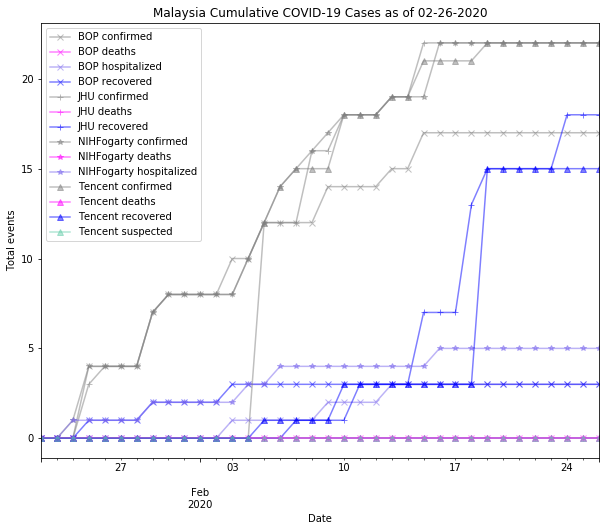 Malaysia Cumulative COVID-19 Cases as of 02-26-2020
BOP confirmed
BOP deaths
BOP hospitalized
BOP recovered
JHU confirmed
JHU deaths
JHU recovered
NIHFogarty confirmed
NIHFogarty deaths
NIHFogarty hospitalized
Tencent confirmed
Tencent deaths
Tencent recovered
Tencent suspected
Total events
20
15
10
5
0
27 03 10 17 24
Feb
2020
Date